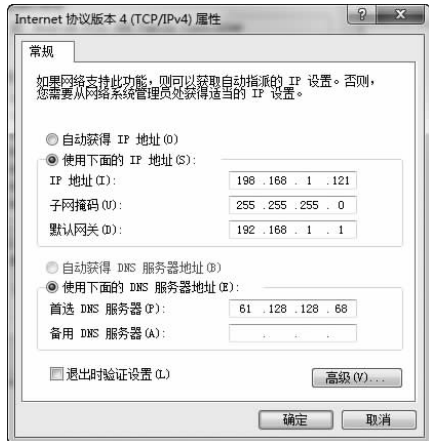 Internet 协议版本 4 (TCP/IPv4) 属性
常规
如果网络支持此功能，则可以获取自动指派的 IP 设置。否则，
您需要从网络系统管理员处获得适当的 IP 设置。
自动获得 IP 地址(O)
使用下面的 IP 地址(S):
IP 地址(I): 198 .168 . 1 .121
子网掩码(U): 255 .255 .255 . 0
默认网关(D): 192 .168 . 1 . 1
自动获得 DNS 服务器地址(B)
使用下面的 DNS 服务器地址(E):
首选 DNS 服务器(P): 61 .128 .128 . 68
备用 DNS 服务器(A): . . .
退出时验证设置(L)
高级(V)...
确定 取消